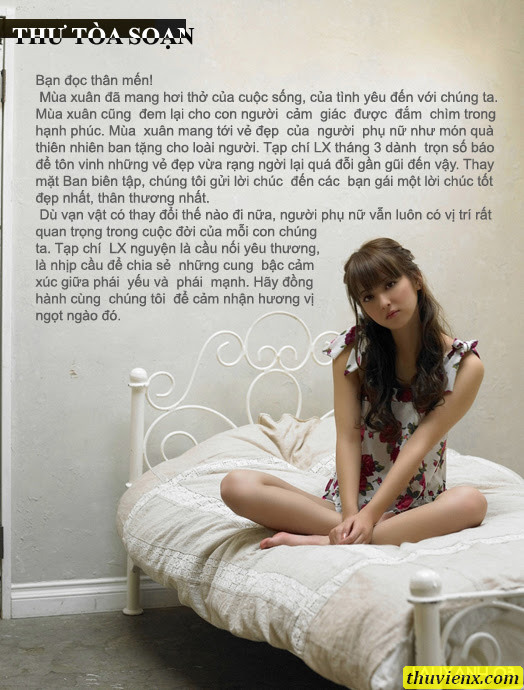 THƯ TÒA SOẠN
Bạn đọc thân mến!
Mùa xuân đã mang hơi thở của cuộc sống, của tình yêu đến với chúng ta.
Mùa xuân cũng đem lại cho con người cảm giác được đắm chìm trong
hạnh phúc. Mùa xuân mang tới vẻ đẹp của người phụ nữ như món quà
thiên nhiên ban tặng cho loài người. Tạp chí LX tháng 3 dành trọn số báo
để tôn vinh những vẻ đẹp vừa rạng ngời lại quá đỗi gần gũi đến vậy. Thay
mặt Ban biên tập, chúng tôi gửi lời chúc đến các bạn gái một lời chúc tốt
đẹp nhất, thân thương nhất.
Dù vạn vật có thay đổi thế nào đi nữa, người phụ nữ vẫn luôn có vị trí rất
quan trọng trong cuộc đời của mỗi con chúng
ta. Tạp chí LX nguyện là cầu nối yêu thương,
là nhịp cầu để chia sẻ những cung bậc cảm
xúc giữa phái yếu và phái mạnh. Hãy đồng
hành cùng chúng tôi để cảm nhận hương vị
ngọt ngào đó.
thuvienx.com